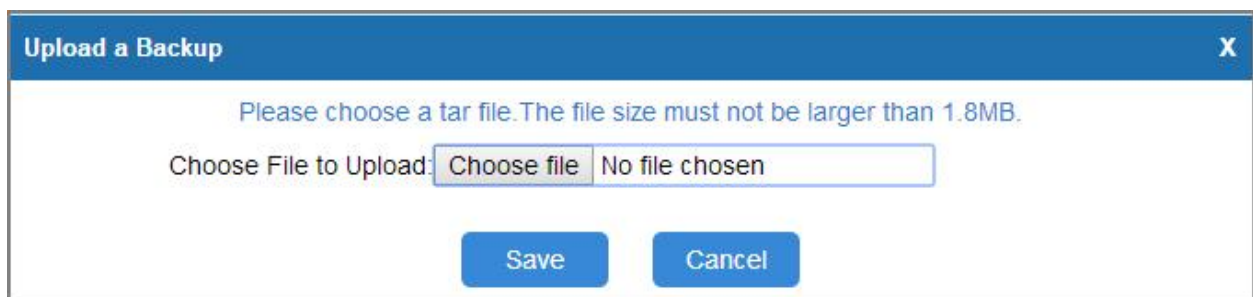 Upload a Backup X
Please choose a tar file.The file size must not be larger than 1.8MB.
Choose File to Upload: Choose file No file chosen
Save Cancel